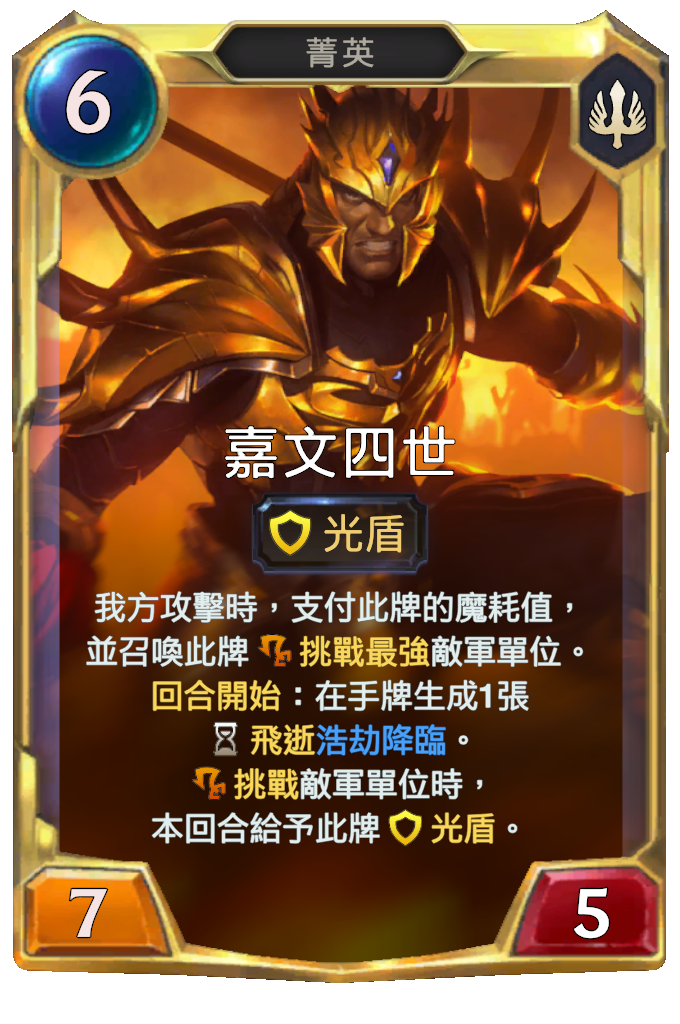 6
菁英
嘉文四世
光盾
我方攻擊時，支付此牌的魔耗值，
並召喚此牌挑戰最強敵軍單位。
回合開始：在手牌生成1張
飛逝浩劫降臨。
挑戰敵軍單位時，
本回合給予此牌光盾。
7
5